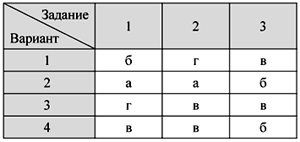 Задание
Вариант 1 2 3
1 б г в
2 а а б
3 г в в
4 в в б